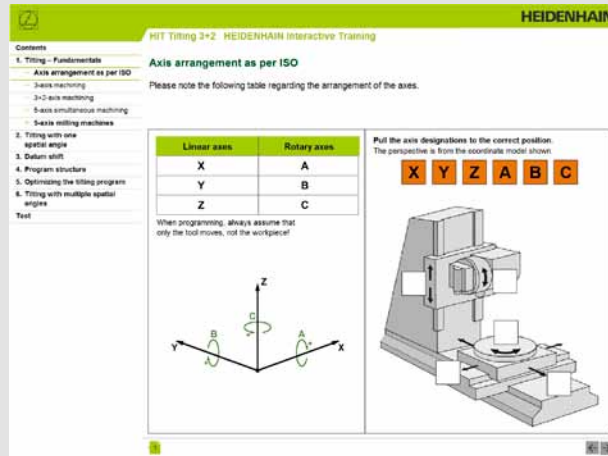 HEIDENHAIN
HIT Tilting 3+2 HEIDENHAIN Interactive Training
Contents
1. Tilting – Fundamentals
Axis arrangement as per ISO
3-axis machining
3+2-axis machining
5-axis simultaneous machining
5-axis milling machines
2. Tilting with one
spatial angle
3. Datum shift
4. Program structure
5. Optimizing the tilting program
6. Tilting with multiple spatial
angles
Test
Axis arrangement as per ISO
Please note the following table regarding the arrangement of the axes.
Linear axes Rotary axes
X A
Y B
Z C
When programming, always assume that
only the tool moves, not the workpiece!
Z
C
B A
Y X
Pull the axis designations to the correct position.
The perspective is from the coordinate model shown
X Y Z A B C